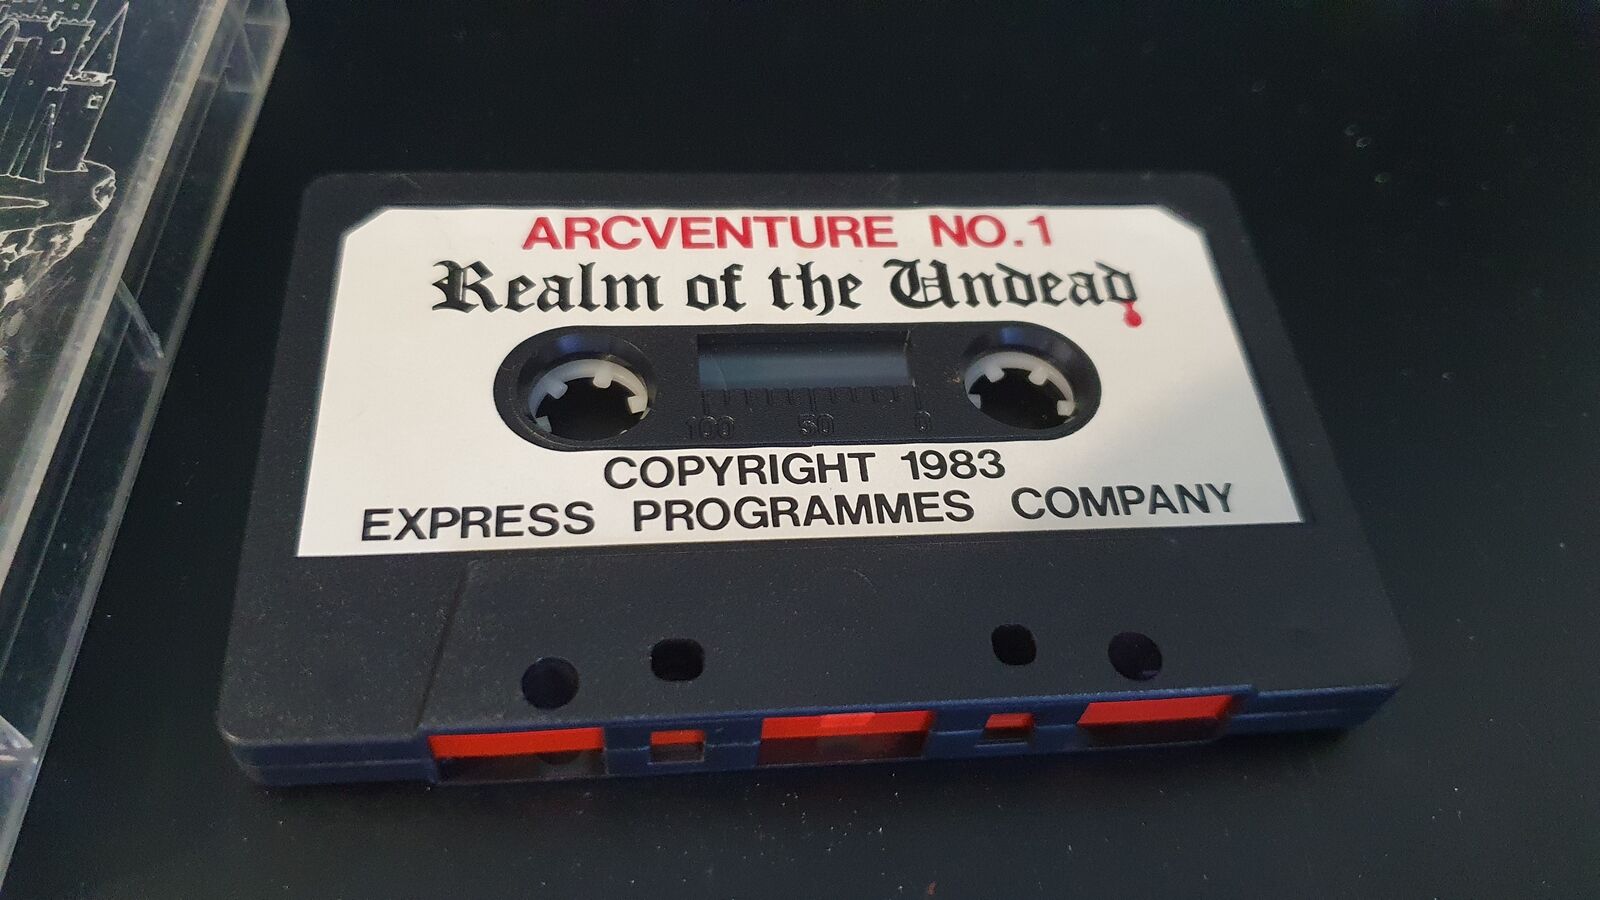 ARCVENTURE NO.1
Realm of the Undead
100 50 0
COPYRIGHT 1983
EXPRESS PROGRAMMES COMPANY